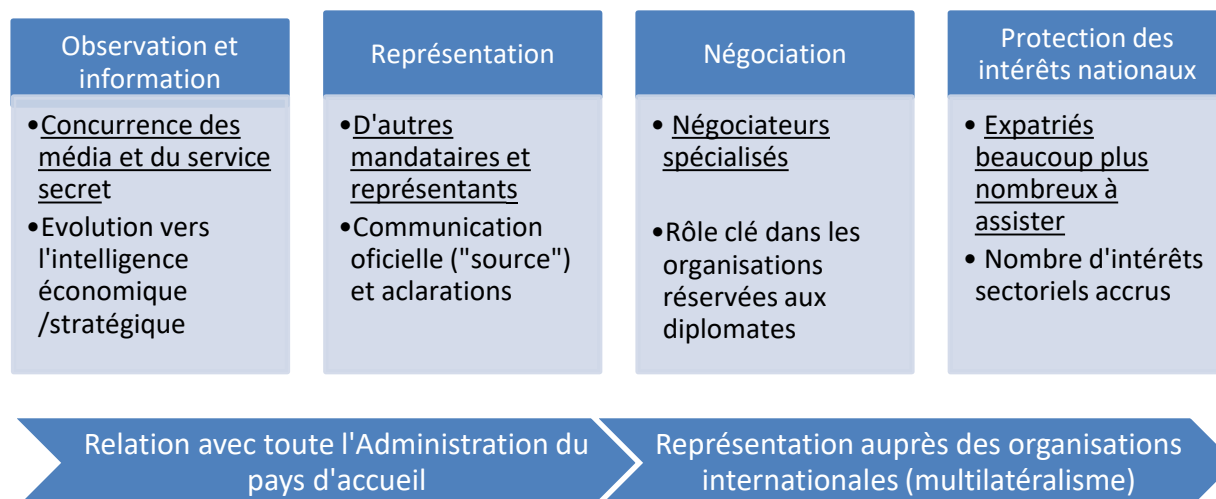 Observation et
information
•Concurrence des
média et du service
secret
•Evolution vers
l'intelligence
économique
/stratégique
Représentation
•D'autres
mandataires et
représentants
•Communication
oficielle ("source")
et aclarations
Négociation
• Négociateurs
spécialisés
•Rôle clé dans les
organisations
réservées aux
diplomates
Protection des
intérêts nationaux
• Expatriés
beaucoup plus
nombreux à
assister
• Nombre d'intérêts
sectoriels accrus
Relation avec toute l'Administration du
pays d'accueil
Représentation auprès des organisations
internationales (multilatéralisme)